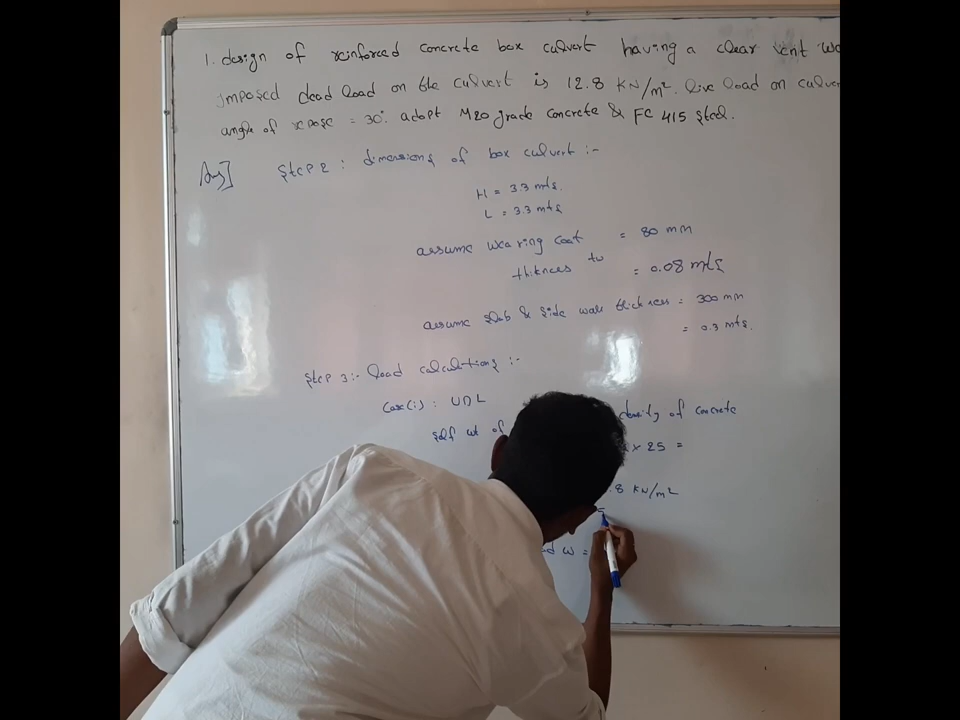 1. design of reinforced concrete box culvert having a clear vent
imposed dead load on the culvert is 12.8 KN/m². live load on
angle of repose = 30°. adopt M20 grade concrete & FC 415 steel.
Ans] Step 2 : dimensions of box culvert :-
H = 3.3 mts.
L = 3.3 mts
assume wearing coat = 80 mm
thiknes tw = 0.08 mts
assume slab & side wall thickness = 300 mm
= 0.3 mts.
Step 3 :- load calculations :-
Case(i) : UDL
self wt of density of concrete
× 25 =
.8 KN/m²
=
w =